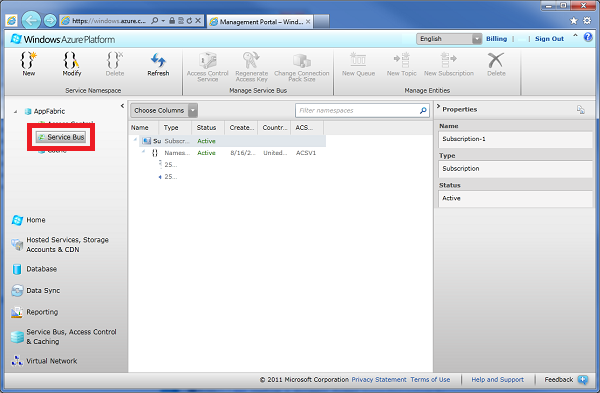 https://windows.azure.c...
Management Portal – Wind...
Windows Azure Platform
English
Billing
Sign Out
New
Modify
Delete
Refresh
Access Control Service
Regenerate Access Key
Change Connection Pack Size
New Queue
New Topic
New Subscription
Delete
Service Namespace
Manage Service Bus
Manage Entities
AppFabric
Access Control
Service Bus
Cache
Home
Hosted Services, Storage
Accounts & CDN
Database
Data Sync
Reporting
Service Bus, Access Control
& Caching
Virtual Network
Choose Columns
Filter namespaces
Name Type Status Create... Countr... ACS...
Su Subscr... Active
Names... Active 8/16/2... United... ACSV1
25...
25...
Properties
Name
Subscription-1
Type
Subscription
Status
Active
© 2011 Microsoft Corporation Privacy Statement Terms of Use
Help and Support
Feedback